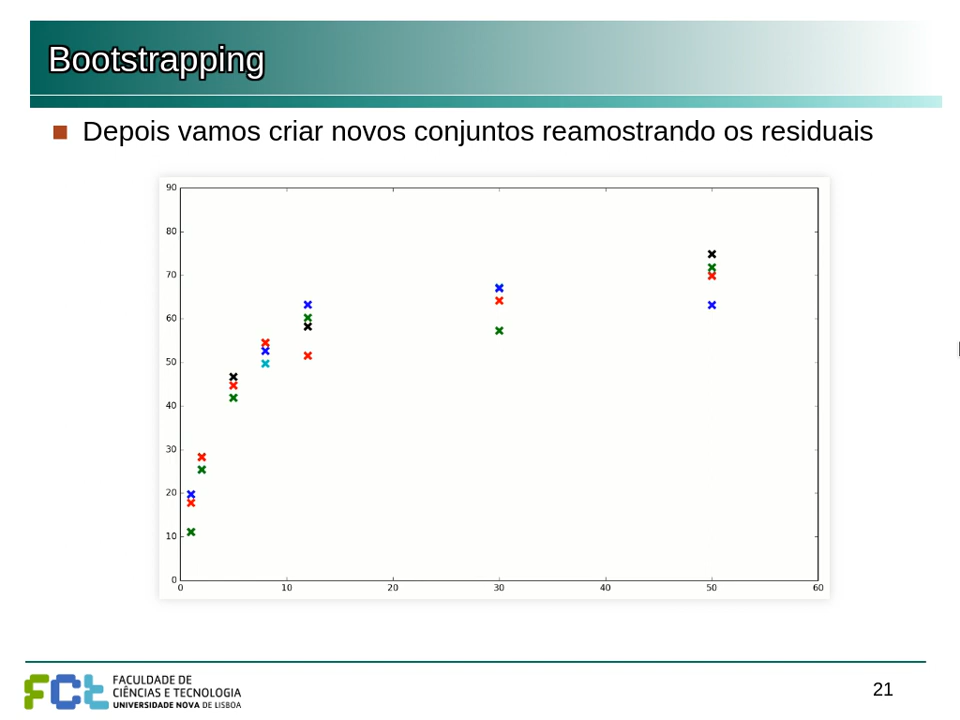 Bootstrapping
Depois vamos criar novos conjuntos reamostrando os residuais
90
80
70
60
50
40
30
20
10
0
0 10 20 30 40 50 60
FCt
FACULDADE DE
CIÊNCIAS E TECNOLOGIA
UNIVERSIDADE NOVA DE LISBOA
21